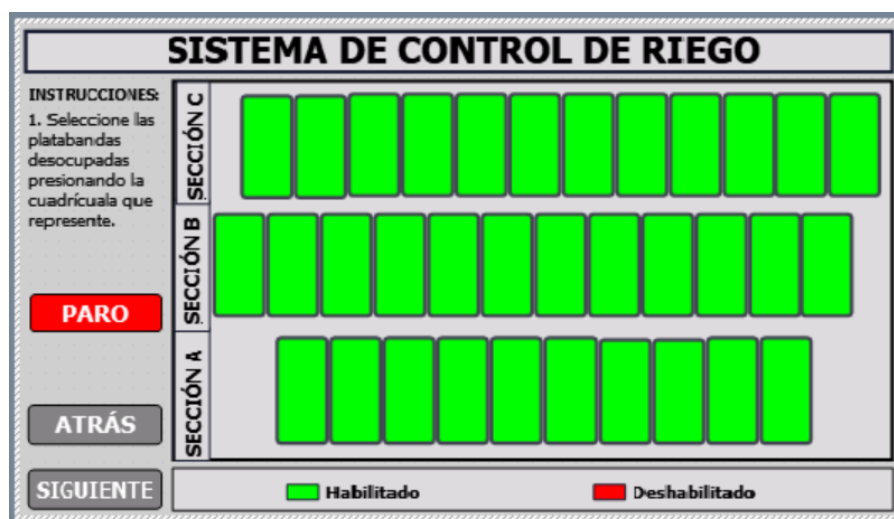 SISTEMA DE CONTROL DE RIEGO
INSTRUCCIONES:
1. Seleccione las
platabandas
desocupadas
presionando la
cuadrícuala que
represente.
PARO
ATRÁS
SIGUIENTE
SECCIÓN C
SECCIÓN B
SECCIÓN A
Habilitado
Deshabilitado